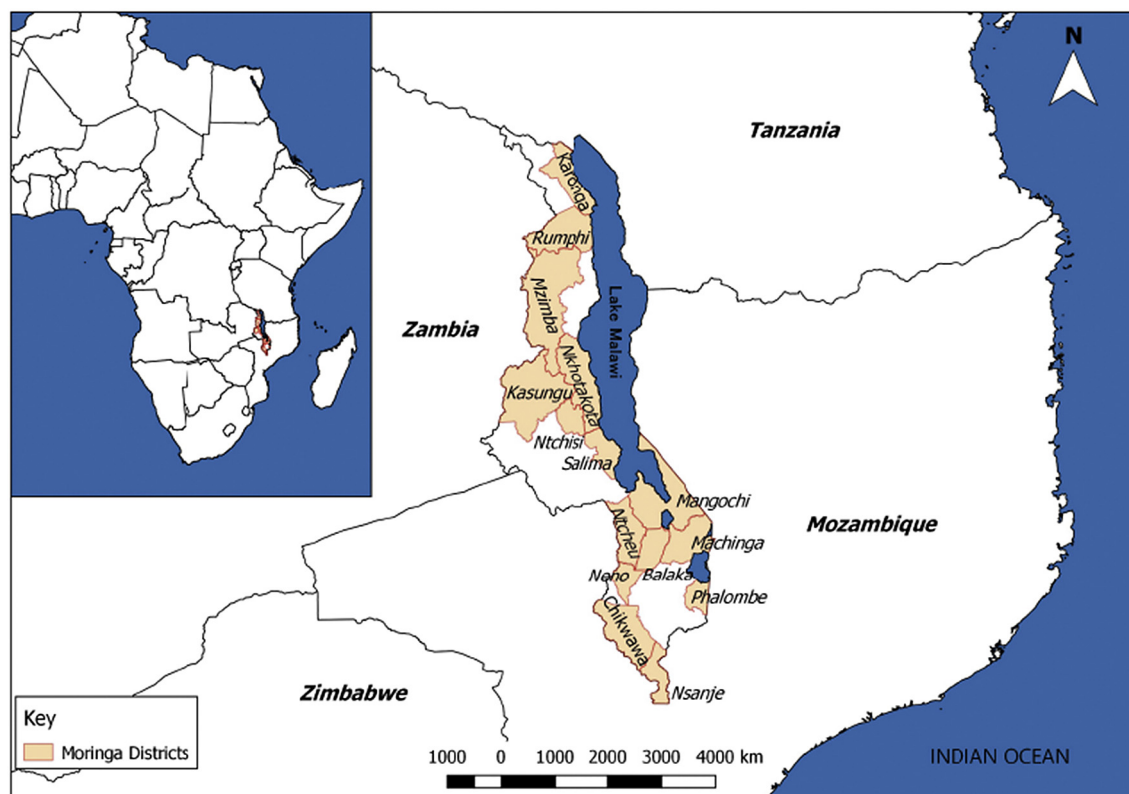 N
Tanzania
Karonga
Rumphi
Mzimba
Lake Malawi
Zambia
Nkhotakota
Kasungu
Ntchisi
Salima
Mangochi
Ntcheu
Mozambique
Machinga
Neno
Balaka
Phalombe
Chikwawa
Zimbabwe
Nsanje
Key
Moringa Districts
1000 0 1000 2000 3000 4000 km
INDIAN OCEAN